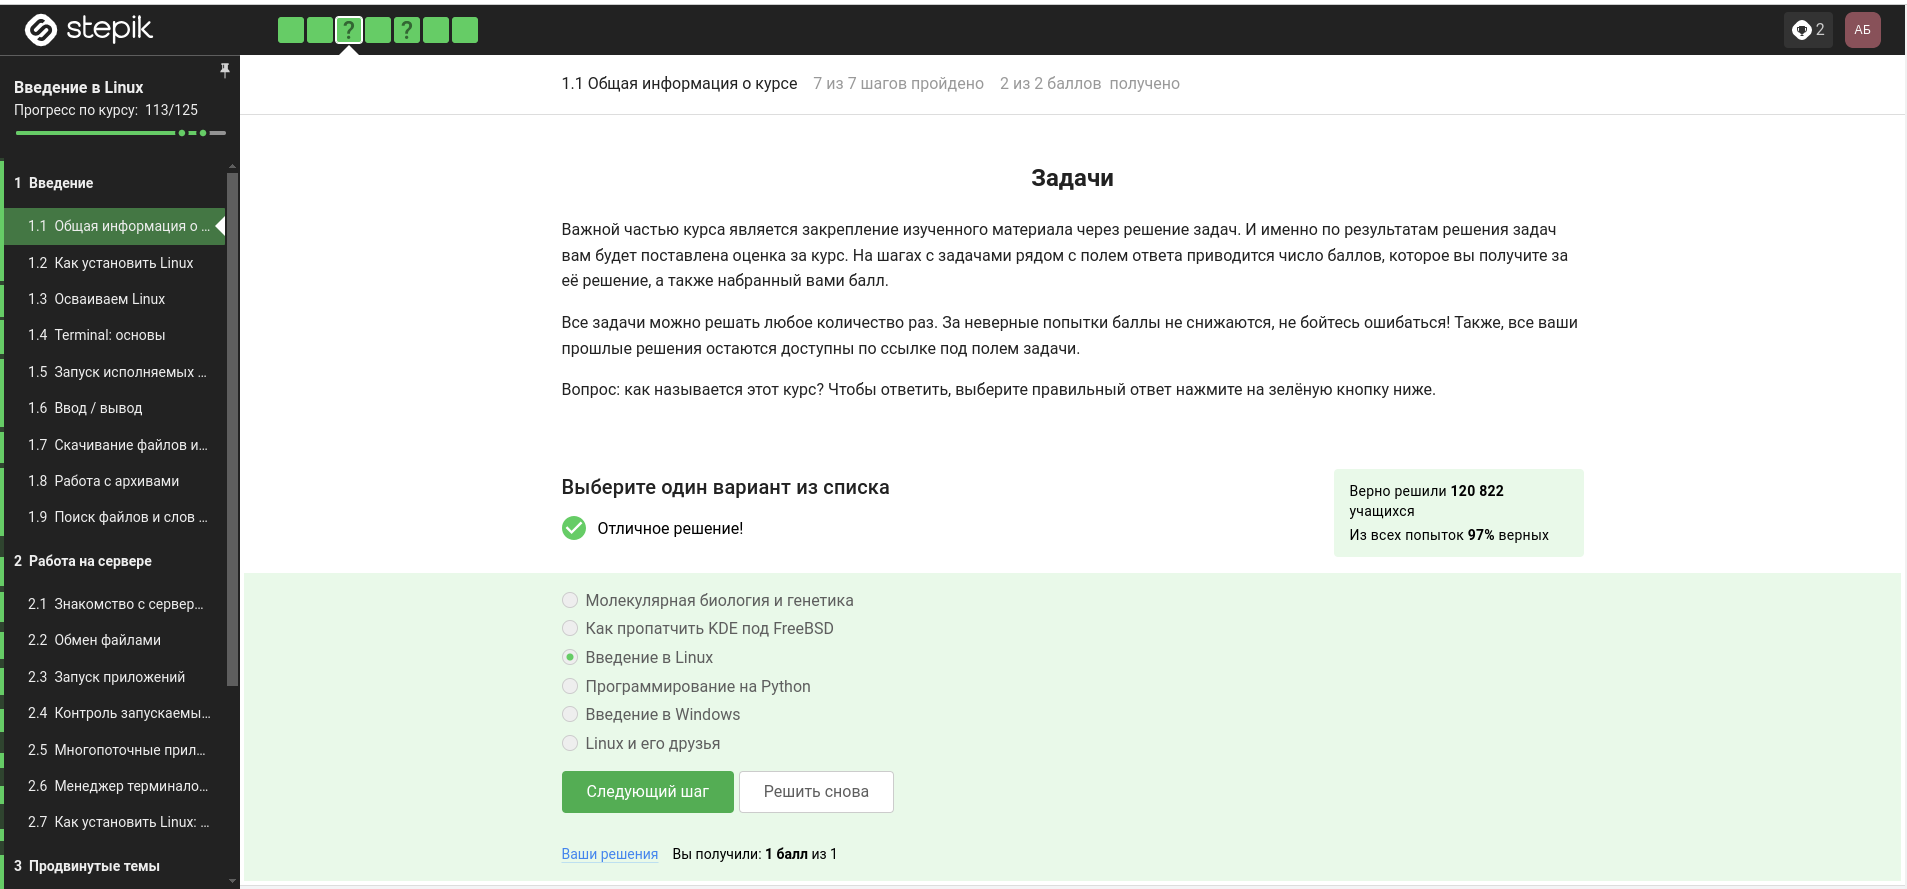 stepik
?
?
2
АБ
Введение в Linux
Прогресс по курсу: 113/125
1 Введение
1.1 Общая информация о ...
1.2 Как установить Linux
1.3 Осваиваем Linux
1.4 Terminal: основы
1.5 Запуск исполняемых ...
1.6 Ввод / вывод
1.7 Скачивание файлов и...
1.8 Работа с архивами
1.9 Поиск файлов и слов ...
2 Работа на сервере
2.1 Знакомство с сервер...
2.2 Обмен файлами
2.3 Запуск приложений
2.4 Контроль запускаемы...
2.5 Многопоточные прил...
2.6 Менеджер терминало...
2.7 Как установить Linux: ...
3 Продвинутые темы
1.1 Общая информация о курсе 7 из 7 шагов пройдено 2 из 2 баллов получено
Задачи
Важной частью курса является закрепление изученного материала через решение задач. И именно по результатам решения задач
вам будет поставлена оценка за курс. На шагах с задачами рядом с полем ответа приводится число баллов, которое вы получите за
её решение, а также набранный вами балл.
Все задачи можно решать любое количество раз. За неверные попытки баллы не снижаются, не бойтесь ошибаться! Также, все ваши
прошлые решения остаются доступны по ссылке под полем задачи.
Вопрос: как называется этот курс? Чтобы ответить, выберите правильный ответ нажмите на зелёную кнопку ниже.
Выберите один вариант из списка
Отличное решение!
Верно решили 120 822
учащихся
Из всех попыток 97% верных
Молекулярная биология и генетика
Как пропатчить KDE под FreeBSD
Введение в Linux
Программирование на Python
Введение в Windows
Linux и его друзья
Следующий шаг
Решить снова
Ваши решения Вы получили: 1 балл из 1